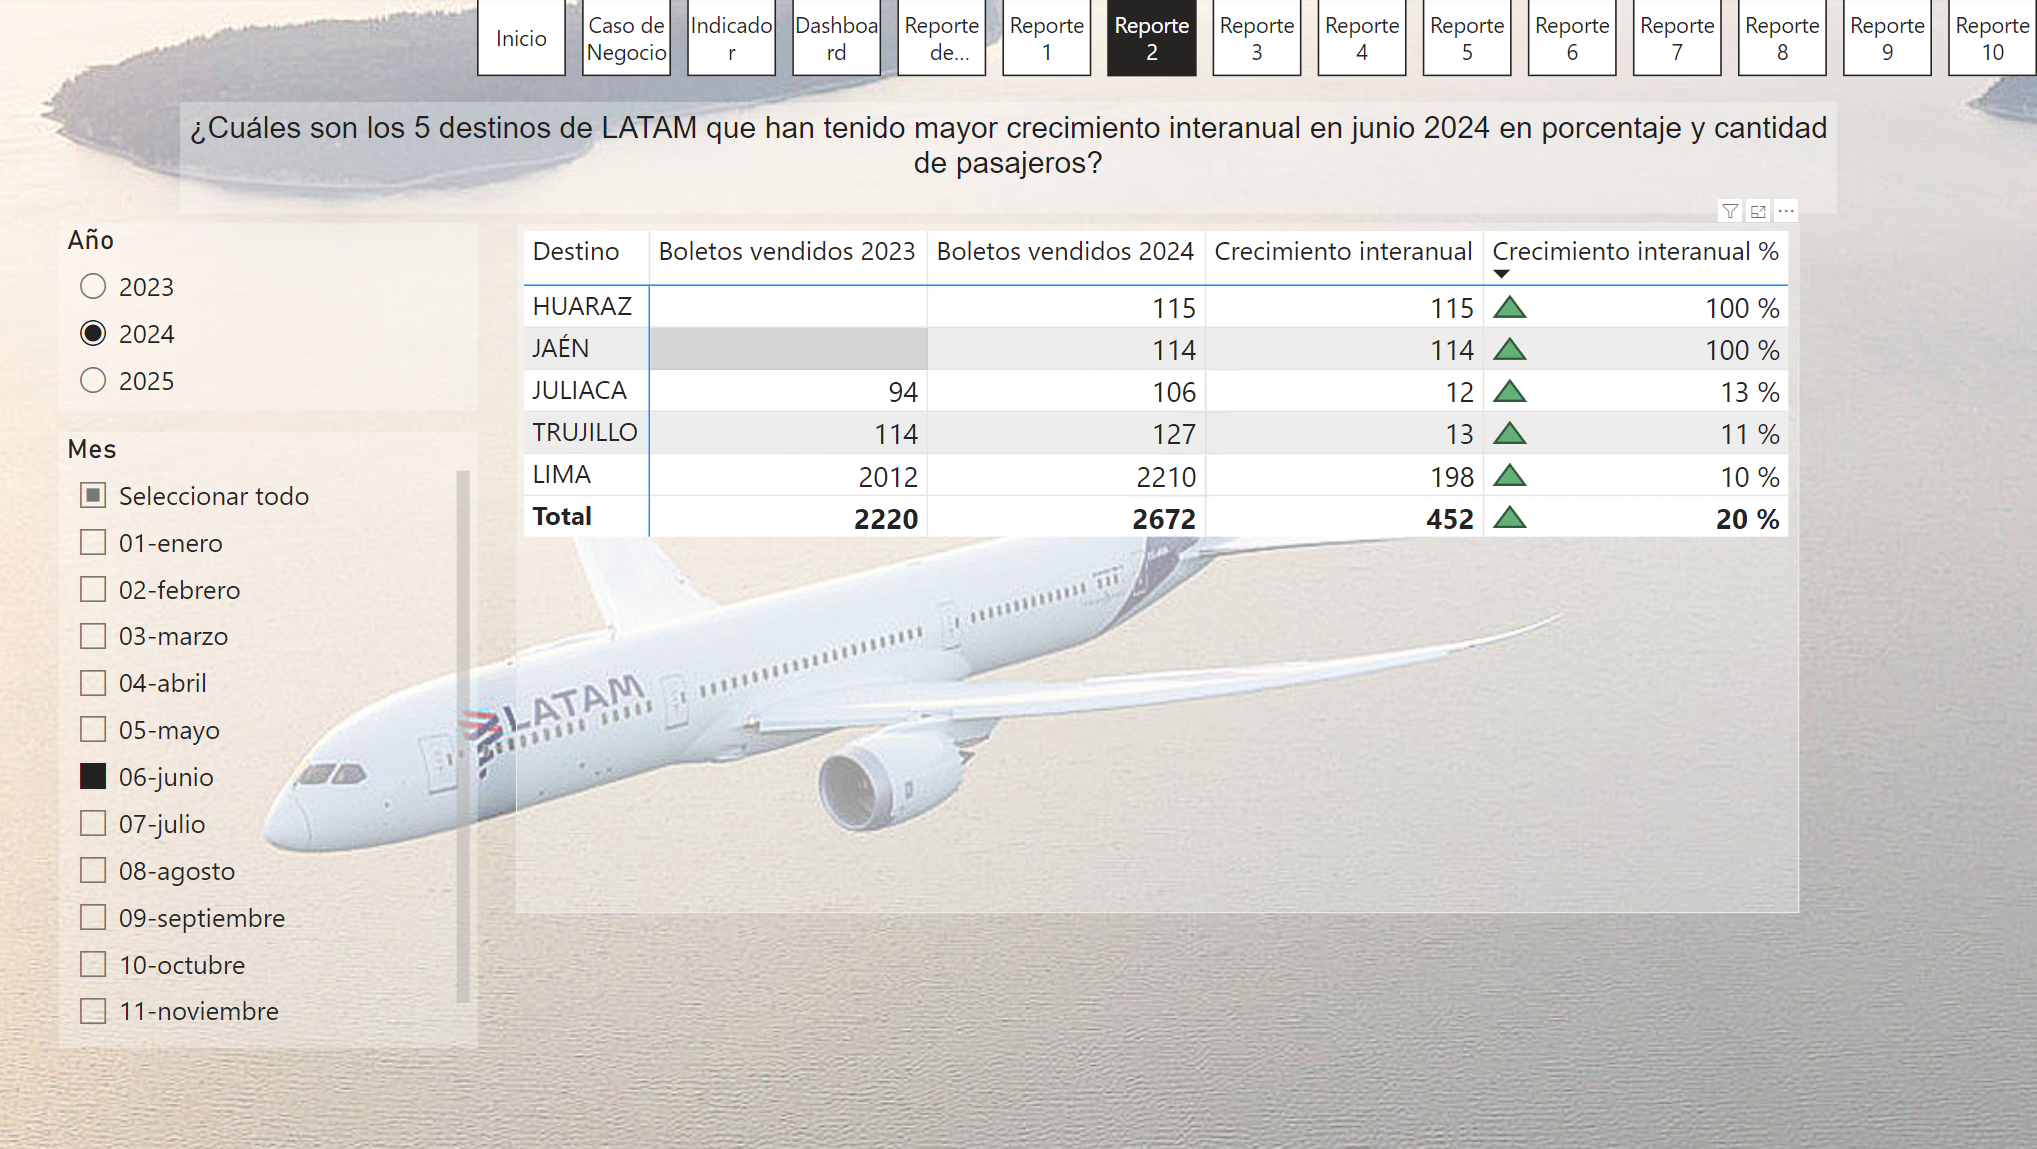 Inicio
Caso de
Negocio
Indicado
r
Dashboa
rd
Reporte
de...
Reporte
1
Reporte
2
Reporte
3
Reporte
4
Reporte
5
Reporte
6
Reporte
7
Reporte
8
Reporte
9
Reporte
10
¿Cuáles son los 5 destinos de LATAM que han tenido mayor crecimiento interanual en junio 2024 en porcentaje y cantidad
de pasajeros?
Año
2023
2024
2025
Mes
Seleccionar todo
01-enero
02-febrero
03-marzo
04-abril
05-mayo
06-junio
07-julio
08-agosto
09-septiembre
10-octubre
11-noviembre
Destino Boletos vendidos 2023 Boletos vendidos 2024 Crecimiento interanual Crecimiento interanual %
HUARAZ 115 115 100 %
JAÉN 114 114 100 %
JULIACA 94 106 12 13 %
TRUJILLO 114 127 13 11 %
LIMA 2012 2210 198 10 %
Total 2220 2672 452 20 %
LATAM